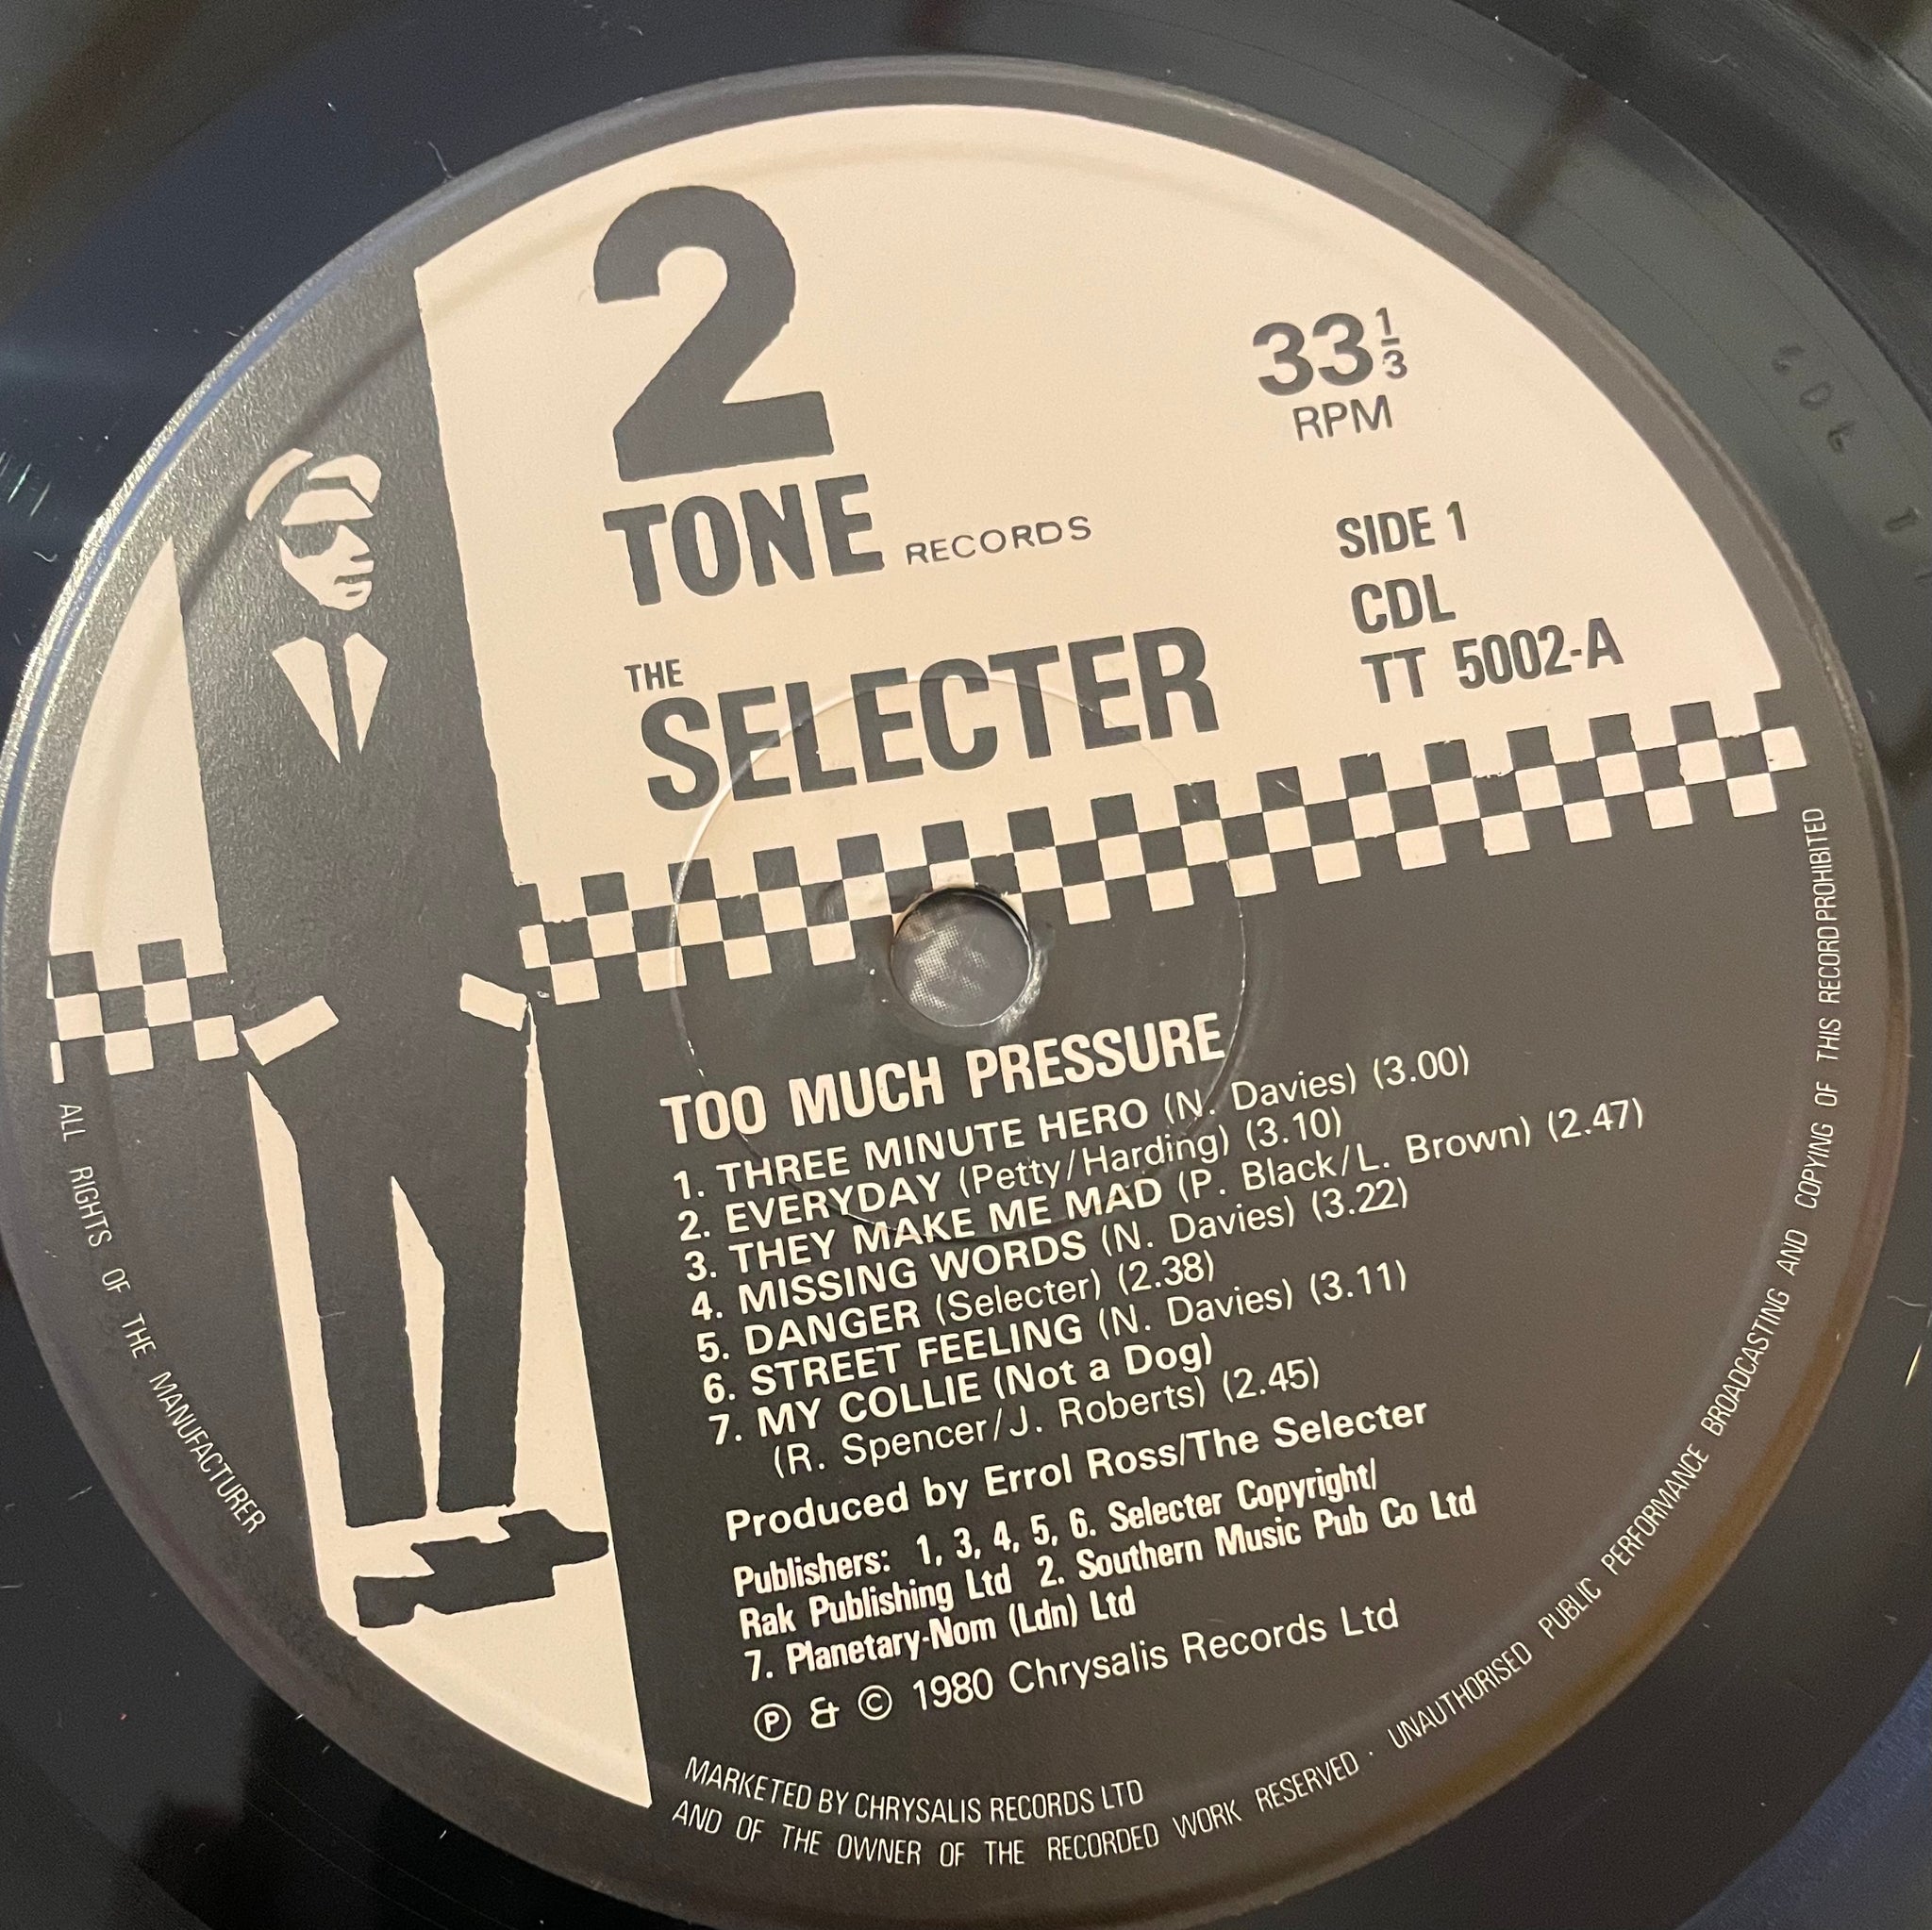 2
TONE RECORDS
33 1/3
RPM
SIDE 1
CDL
TT 5002-A
THE
SELECTER
TOO MUCH PRESSURE
1. THREE MINUTE HERO (N. Davies) (3.00)
2. EVERYDAY (Petty/Harding) (3.10)
3. THEY MAKE ME MAD (P. Black/L. Brown) (2.47)
4. MISSING WORDS (N. Davies) (3.22)
5. DANGER (Selecter) (2.38)
6. STREET FEELING (N. Davies) (3.11)
7. MY COLLIE (Not a Dog)
(R. Spencer/J. Roberts) (2.45)
Produced by Errol Ross/The Selecter
Publishers: 1, 3, 4, 5, 6. Selecter Copyright/
Rak Publishing Ltd 2. Southern Music Pub Co Ltd
7. Planetary-Nom (Ldn) Ltd
Ⓟ & © 1980 Chrysalis Records Ltd
MARKETED BY CHRYSALIS RECORDS LTD
ALL RIGHTS OF THE MANUFACTURER AND OF THE OWNER OF THE RECORDED WORK RESERVED · UNAUTHORISED PUBLIC PERFORMANCE BROADCASTING AND COPYING OF THIS RECORD PROHIBITED